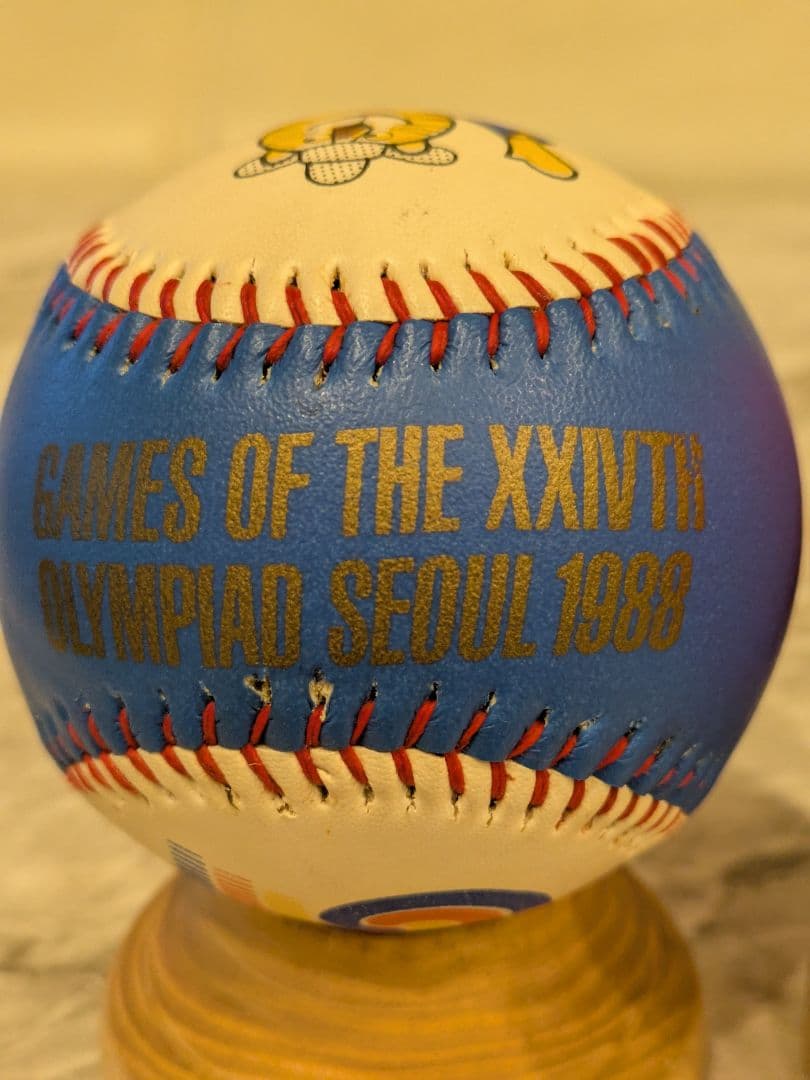 GAMES OF THE XXIVTH
OLYMPIAD SEOUL 1988